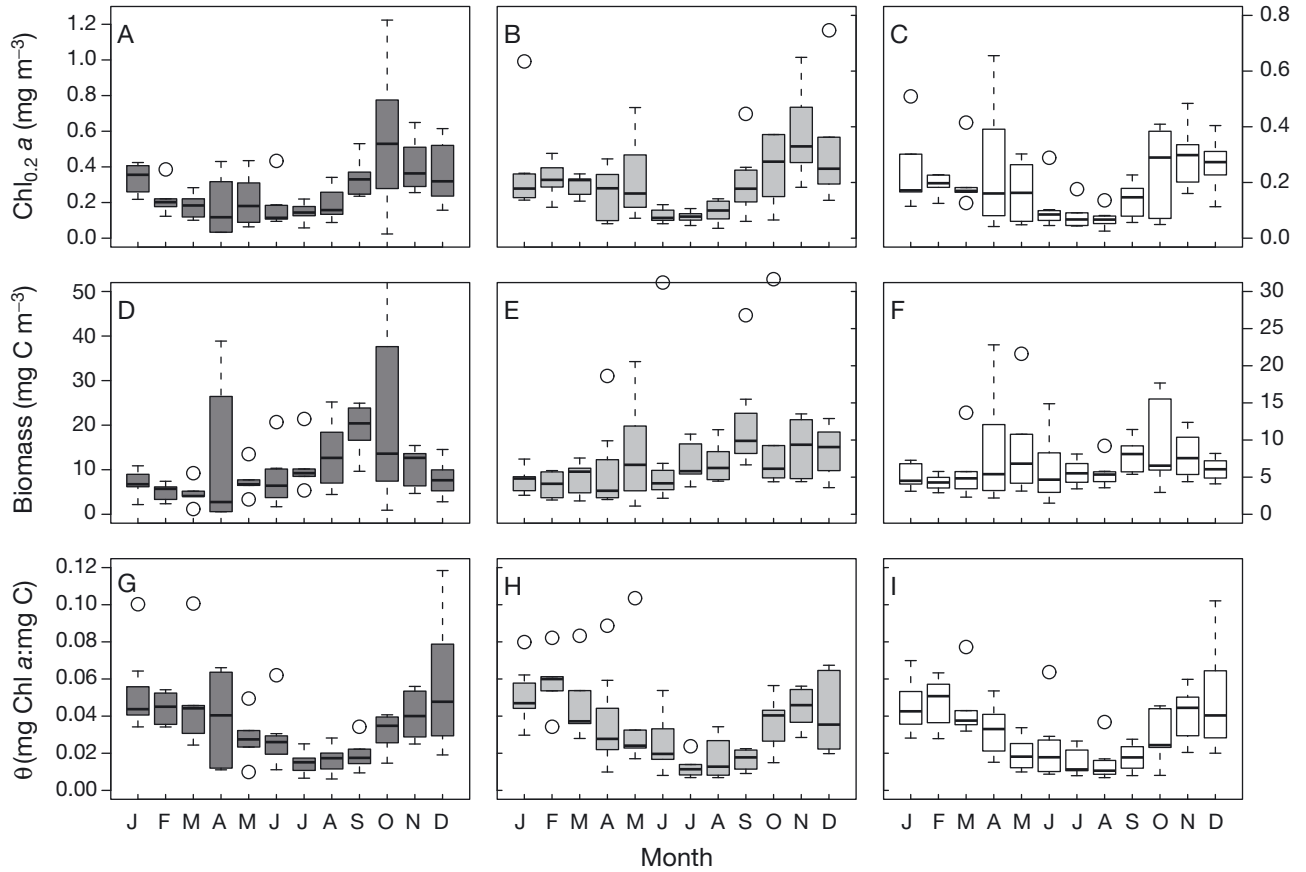 A
B
C
Chl0.2 a (mg m–3)
1.2
1.0
0.8
0.6
0.4
0.2
0.0
0.8
0.6
0.4
0.2
0.0
D
E
F
Biomass (mg C m–3)
50
40
30
20
10
0
30
25
20
15
10
5
0
G
H
I
θ (mg Chl a:mg C)
0.12
0.10
0.08
0.06
0.04
0.02
0.00
J F M A M J J A S O N D
J F M A M J J A S O N D
J F M A M J J A S O N D
Month